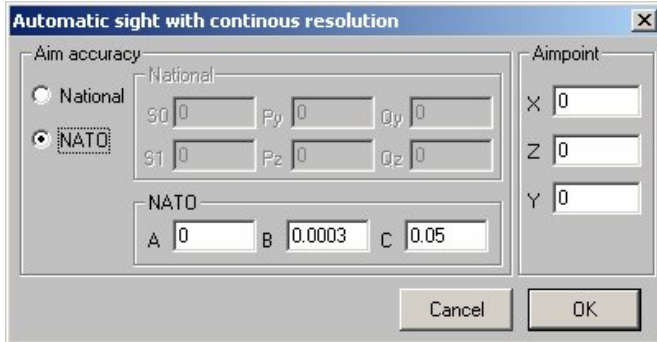 Automatic sight with continous resolution
Aim accuracy
National
NATO
National
S0 0 Py 0 Qy 0
S1 0 Pz 0 Qz 0
NATO
A 0 B 0.0003 C 0.05
Aimpoint
X 0
Z 0
Y 0
Cancel OK